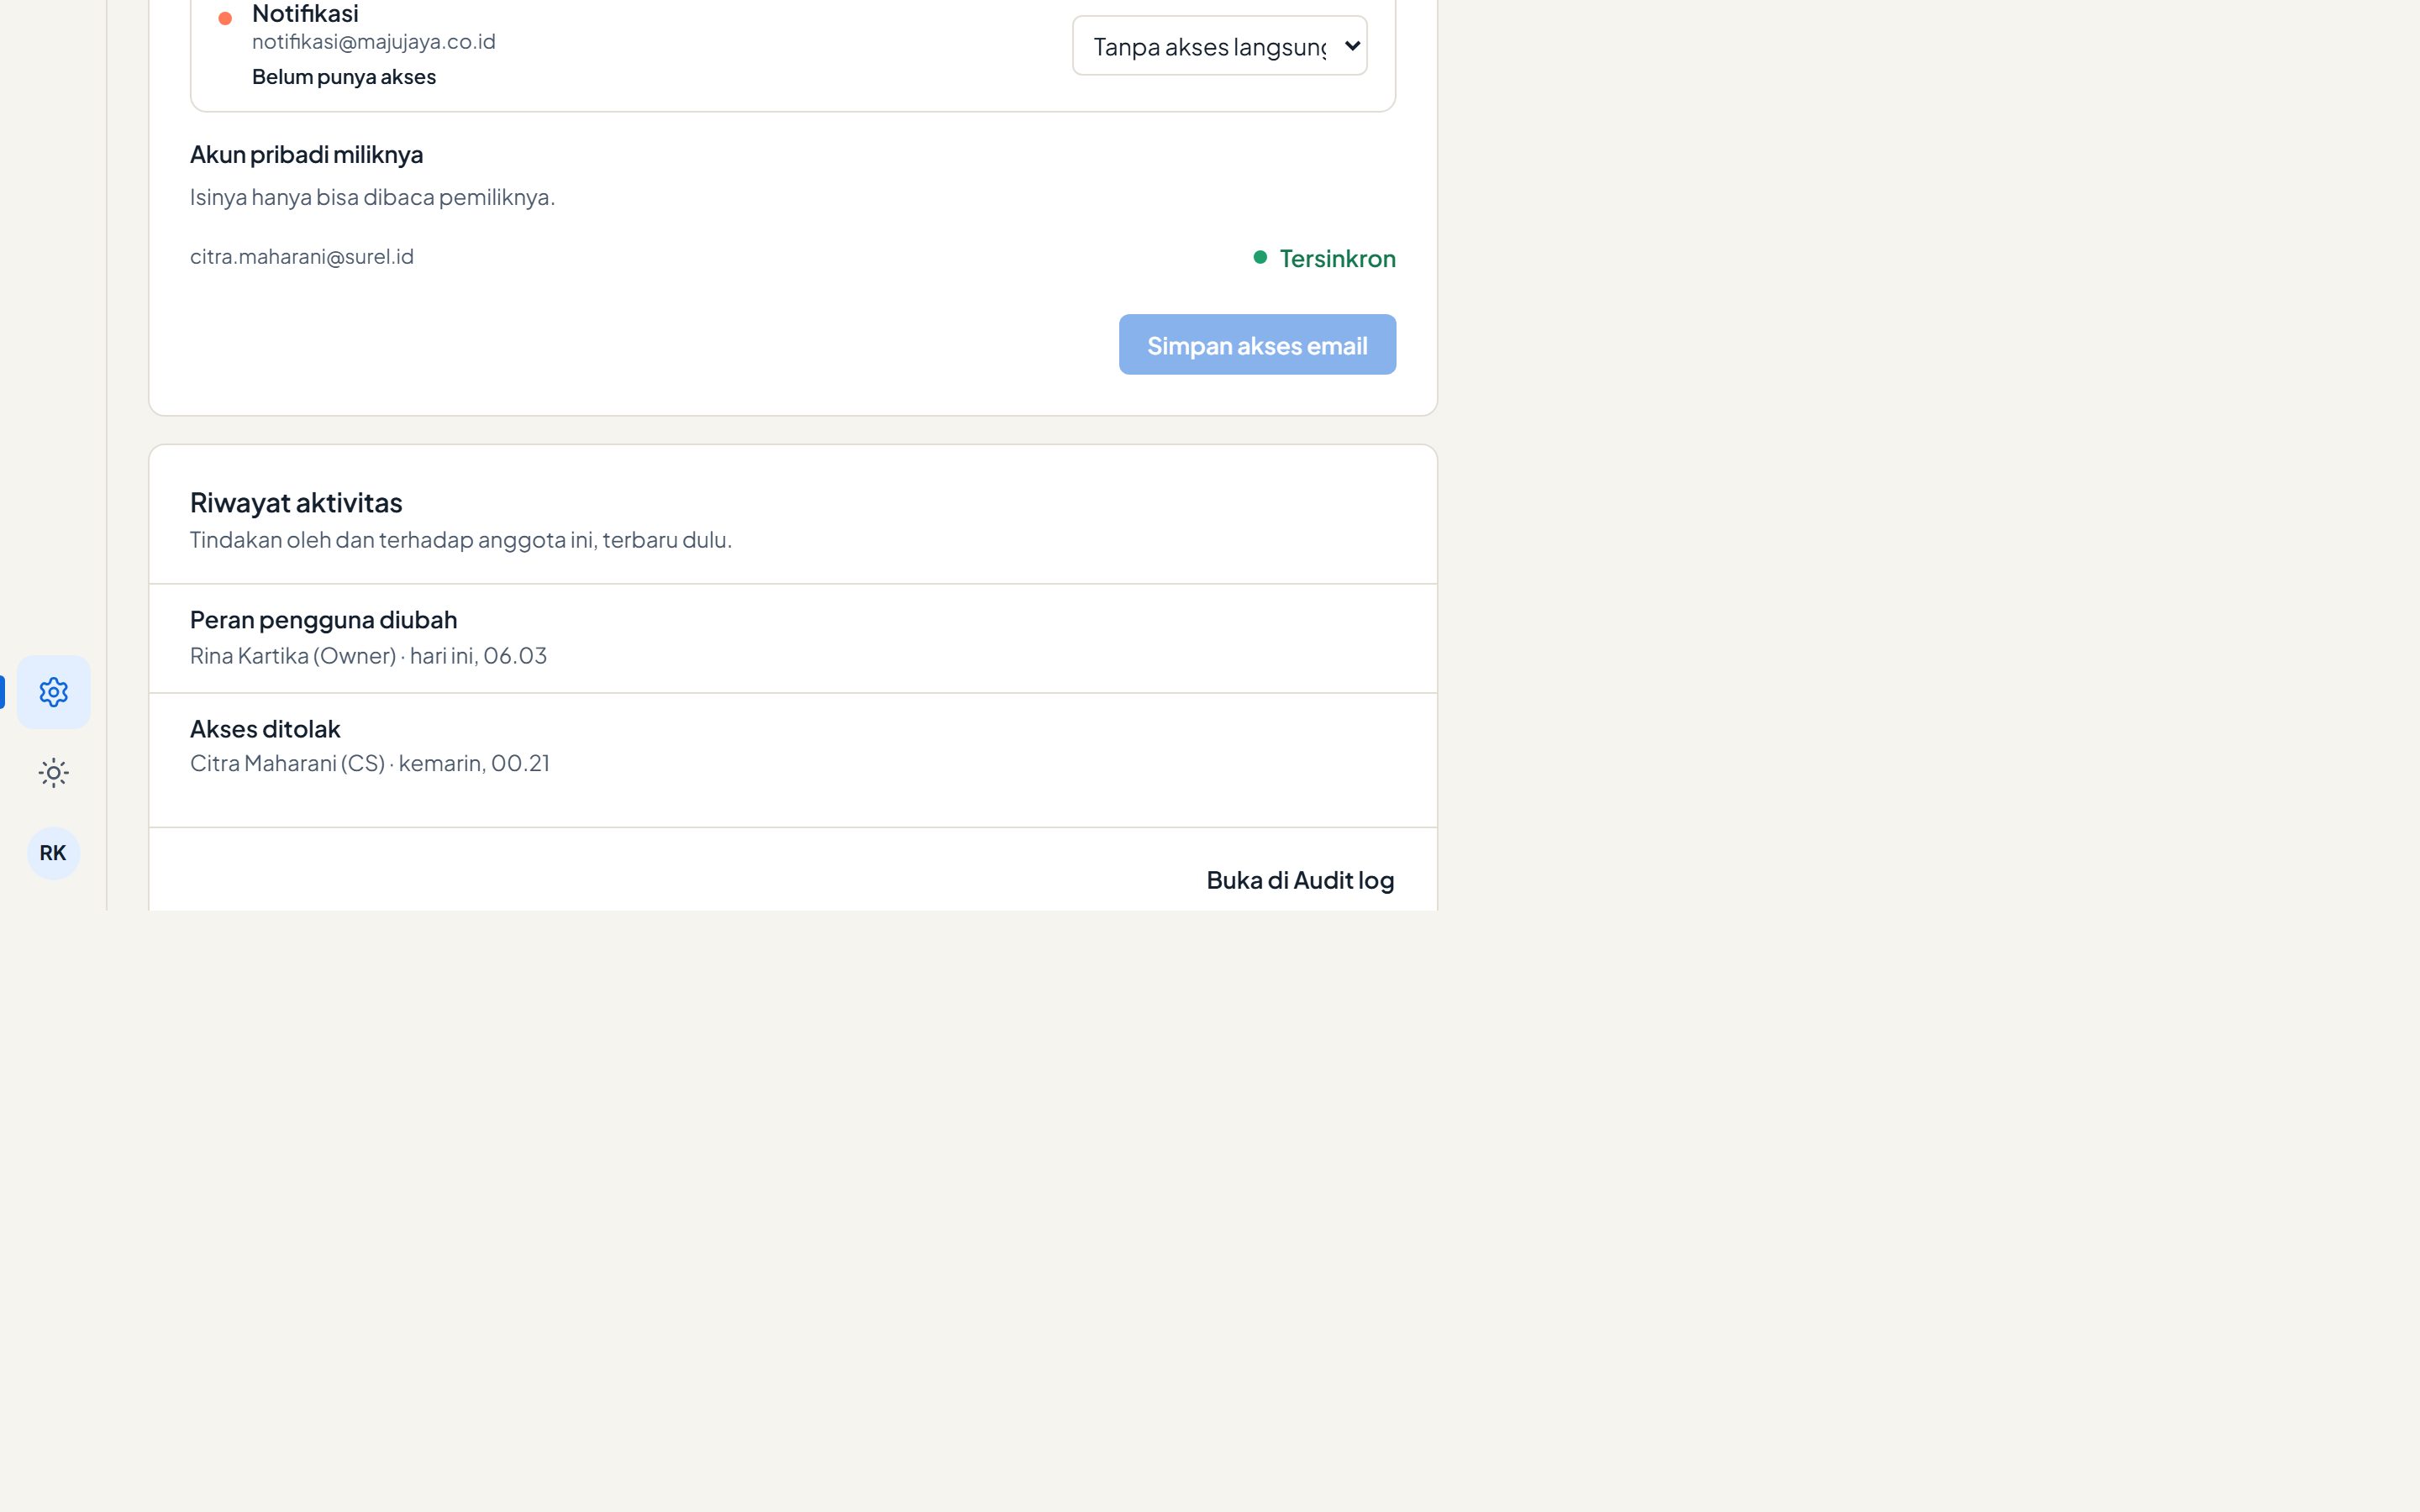 Notifikasi
notifikasi@majujaya.co.id
Belum punya akses
Tanpa akses langsung
Akun pribadi miliknya
Isinya hanya bisa dibaca pemiliknya.
citra.maharani@surel.id
Tersinkron
Simpan akses email
Riwayat aktivitas
Tindakan oleh dan terhadap anggota ini, terbaru dulu.
Peran pengguna diubah
Rina Kartika (Owner) · hari ini, 06.03
Akses ditolak
Citra Maharani (CS) · kemarin, 00.21
RK
Buka di Audit log